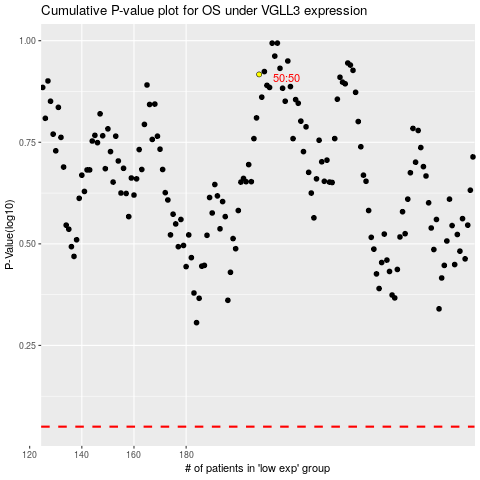 Cumulative P-value plot for OS under VGLL3 expression
1.00
50:50
0.75
P-Value(log10)
0.50
0.25
120 140 160 180
# of patients in 'low exp' group